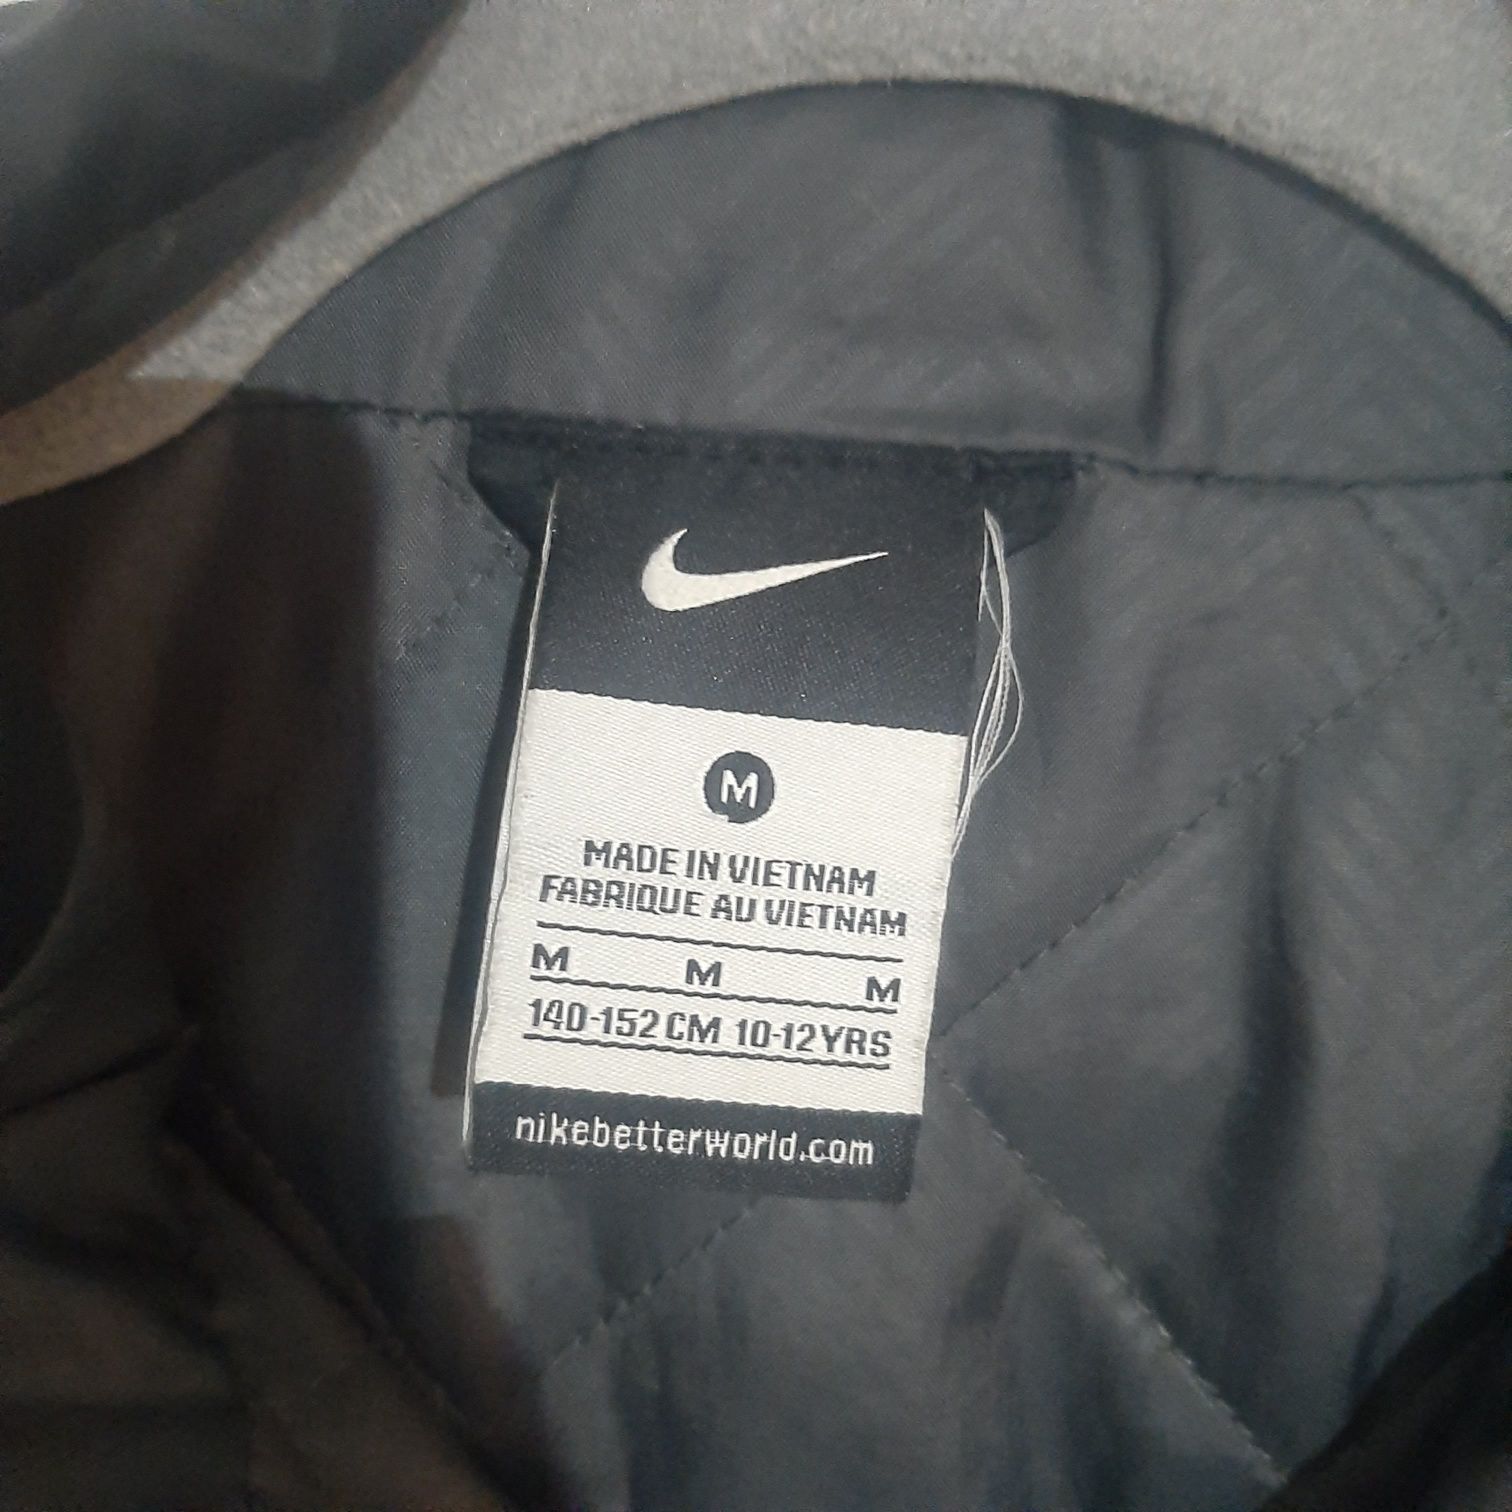 M
MADE IN VIETNAM
FABRIQUE AU VIETNAM
M M M
140-152 CM 10-12 YRS
nikebetterworld.com